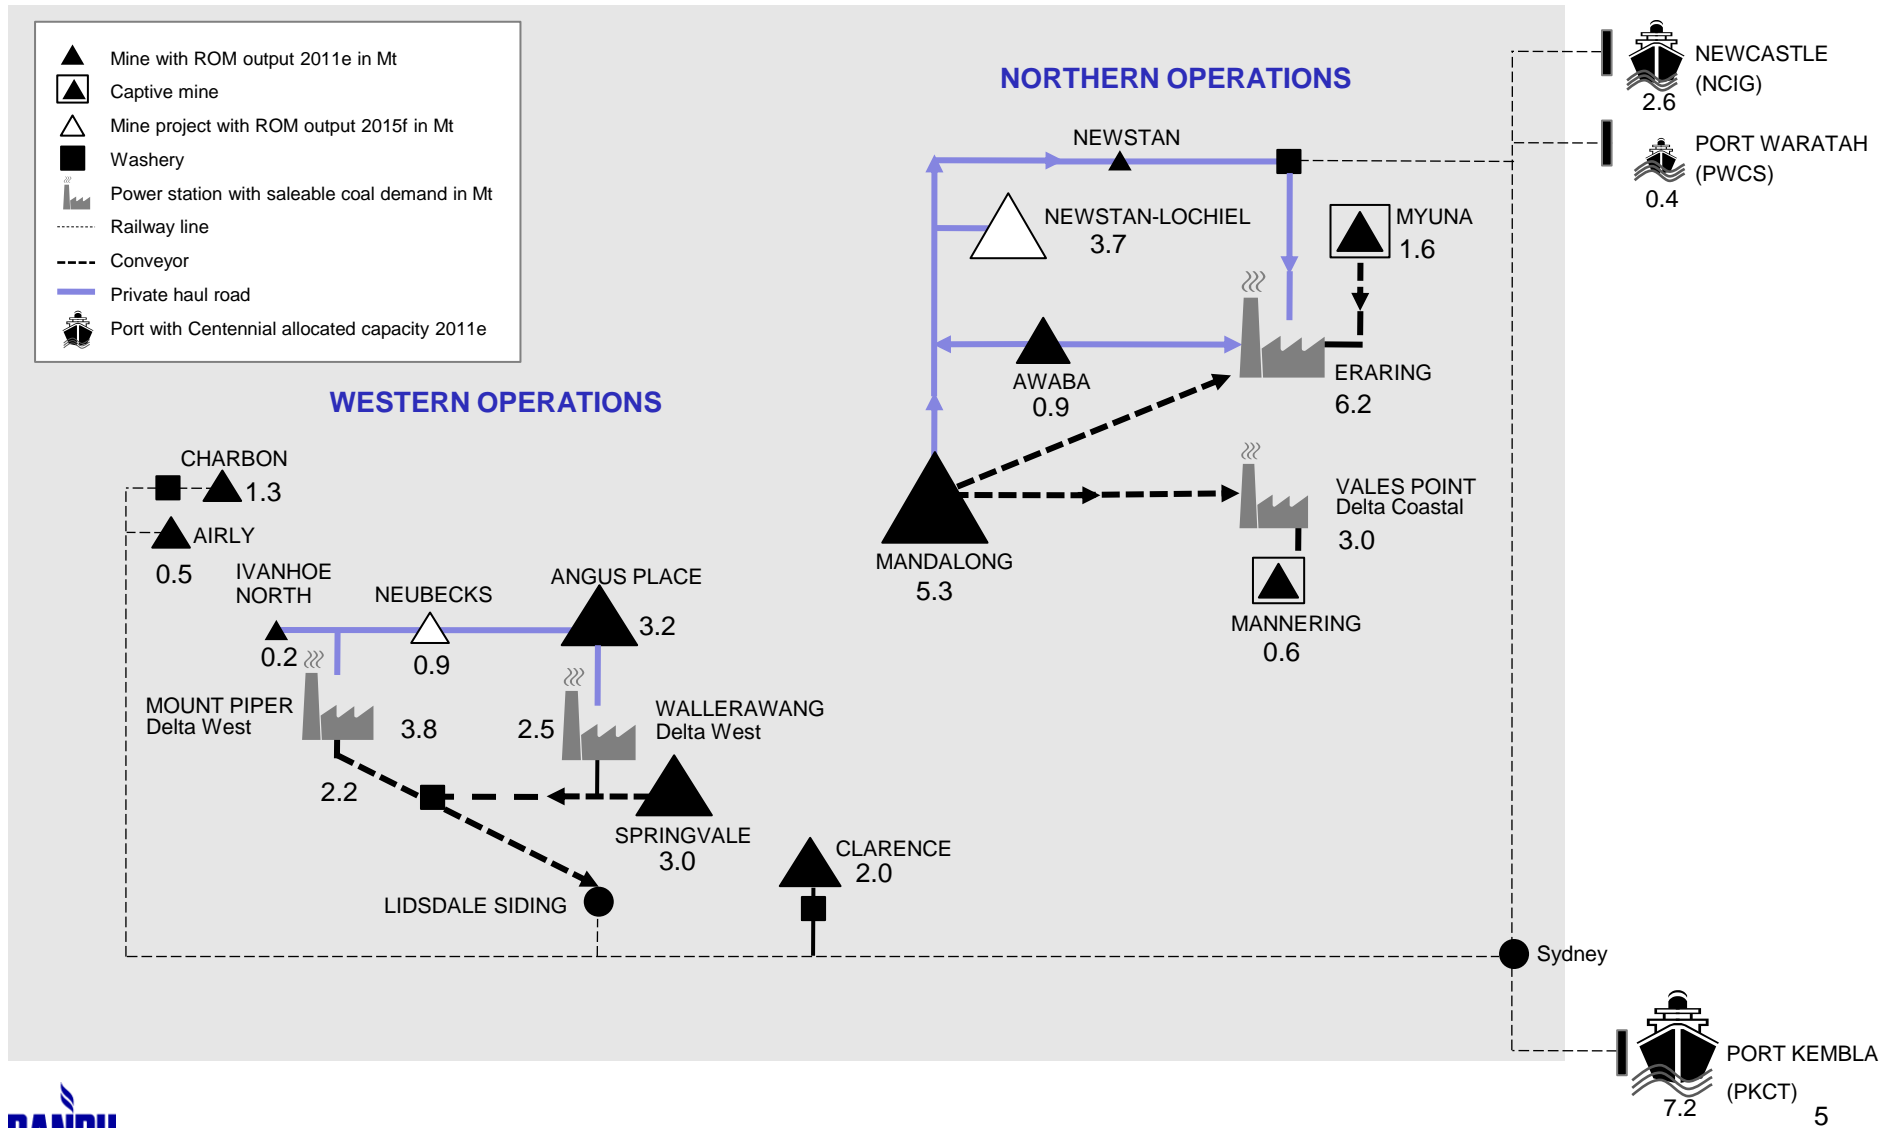 Mine with ROM output 2011e in Mt
Captive mine
Mine project with ROM output 2015f in Mt
Washery
Power station with saleable coal demand in Mt
Railway line
Conveyor
Private haul road
Port with Centennial allocated capacity 2011e
NORTHERN OPERATIONS
NEWCASTLE
(NCIG)
2.6
PORT WARATAH
(PWCS)
0.4
NEWSTAN
NEWSTAN-LOCHIEL
3.7
MYUNA
1.6
AWABA
0.9
ERARING
6.2
MANDALONG
5.3
VALES POINT
Delta Coastal
3.0
MANNERING
0.6
WESTERN OPERATIONS
CHARBON
1.3
AIRLY
0.5
IVANHOE
NORTH
0.2
NEUBECKS
0.9
ANGUS PLACE
3.2
MOUNT PIPER
Delta West
3.8
2.5
WALLERAWANG
Delta West
2.2
SPRINGVALE
3.0
CLARENCE
2.0
LIDSDALE SIDING
Sydney
PORT KEMBLA
(PKCT)
7.2
5
BANPU